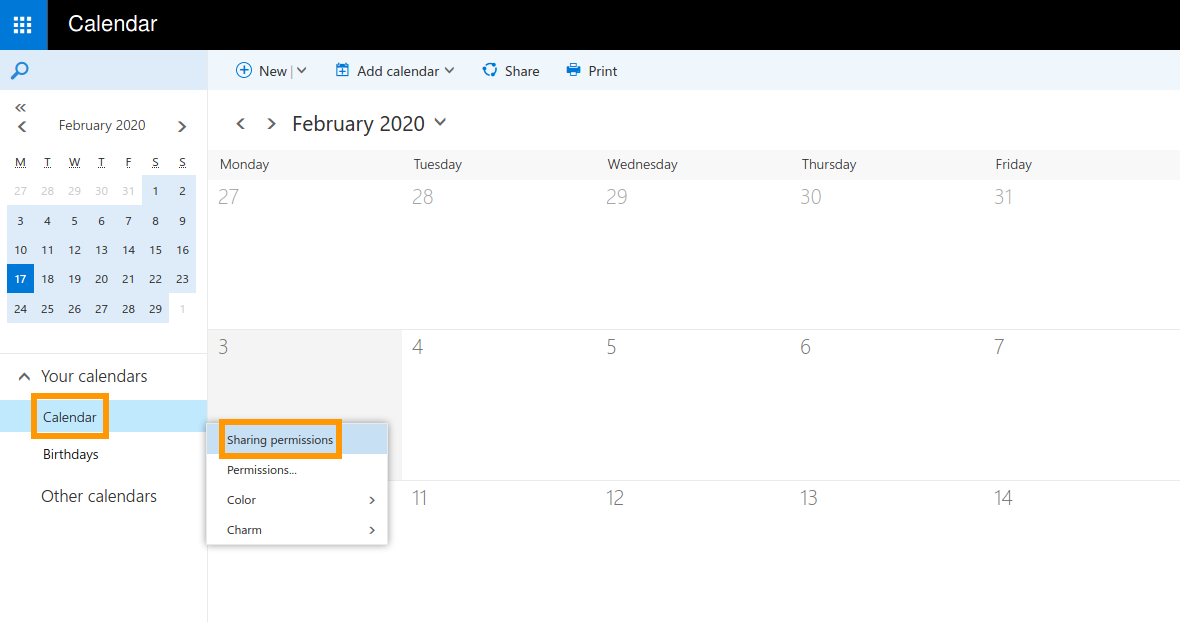 Calendar
New | Add calendar Share Print
February 2020
M T W T F S S
27 28 29 30 31 1 2
3 4 5 6 7 8 9
10 11 12 13 14 15 16
17 18 19 20 21 22 23
24 25 26 27 28 29 1
Your calendars
Calendar
Birthdays
Other calendars
February 2020
Monday Tuesday Wednesday Thursday Friday
27 28 29 30 31
3 4 5 6 7
11 12 13 14
Sharing permissions
Permissions...
Color
Charm